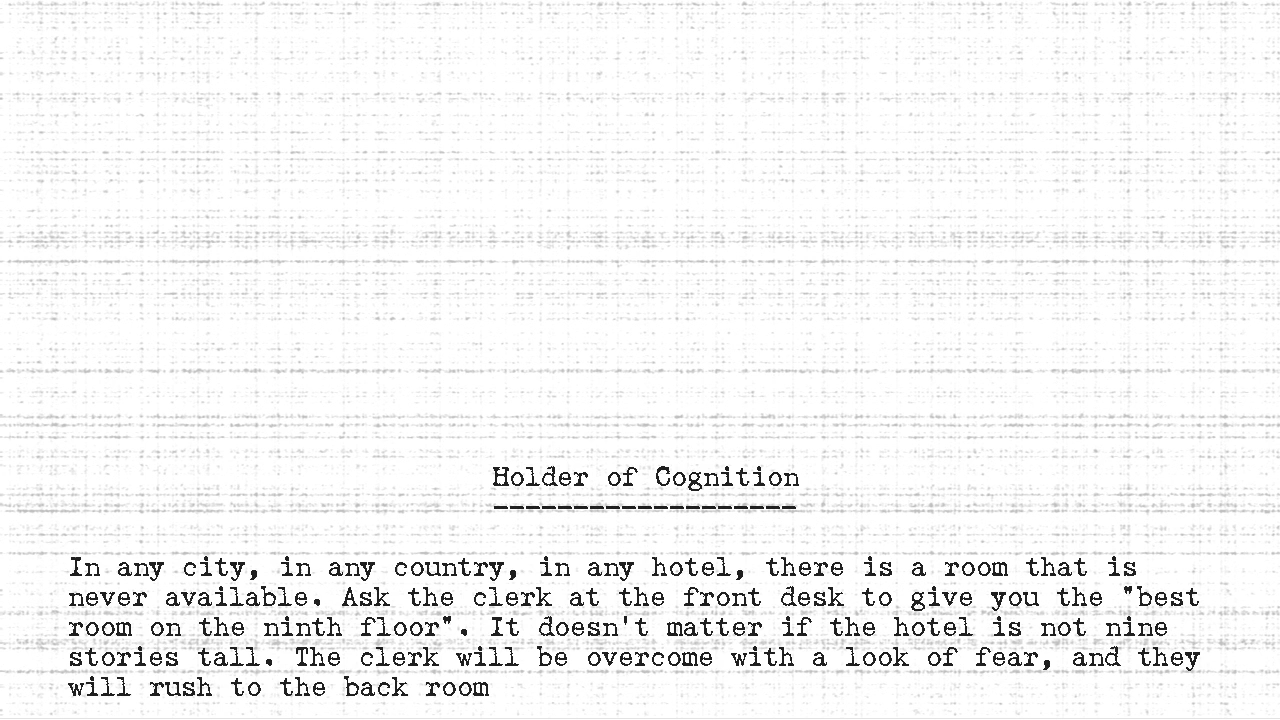 Holder of Cognition
-------------------
In any city, in any country, in any hotel, there is a room that is
never available. Ask the clerk at the front desk to give you the "best
room on the ninth floor". It doesn't matter if the hotel is not nine
stories tall. The clerk will be overcome with a look of fear, and they
will rush to the back room